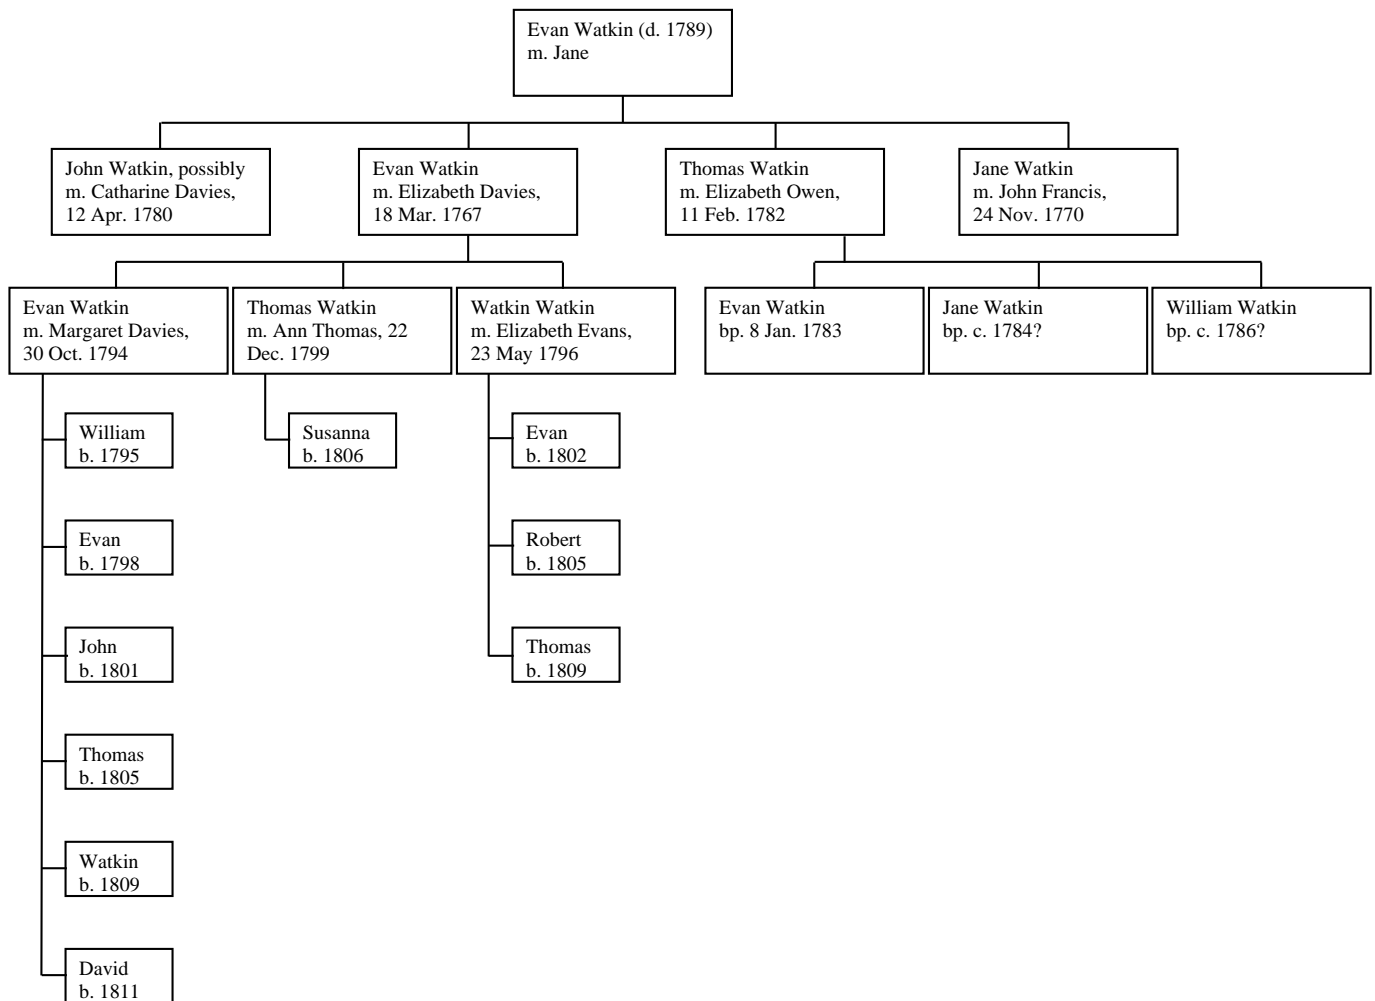 Evan Watkin (d. 1789)
m. Jane
John Watkin, possibly
m. Catharine Davies,
12 Apr. 1780
Evan Watkin
m. Elizabeth Davies,
18 Mar. 1767
Thomas Watkin
m. Elizabeth Owen,
11 Feb. 1782
Jane Watkin
m. John Francis,
24 Nov. 1770
Evan Watkin
m. Margaret Davies,
30 Oct. 1794
Thomas Watkin
m. Ann Thomas, 22
Dec. 1799
Watkin Watkin
m. Elizabeth Evans,
23 May 1796
Evan Watkin
bp. 8 Jan. 1783
Jane Watkin
bp. c. 1784?
William Watkin
bp. c. 1786?
William
b. 1795
Susanna
b. 1806
Evan
b. 1802
Evan
b. 1798
Robert
b. 1805
John
b. 1801
Thomas
b. 1809
Thomas
b. 1805
Watkin
b. 1809
David
b. 1811